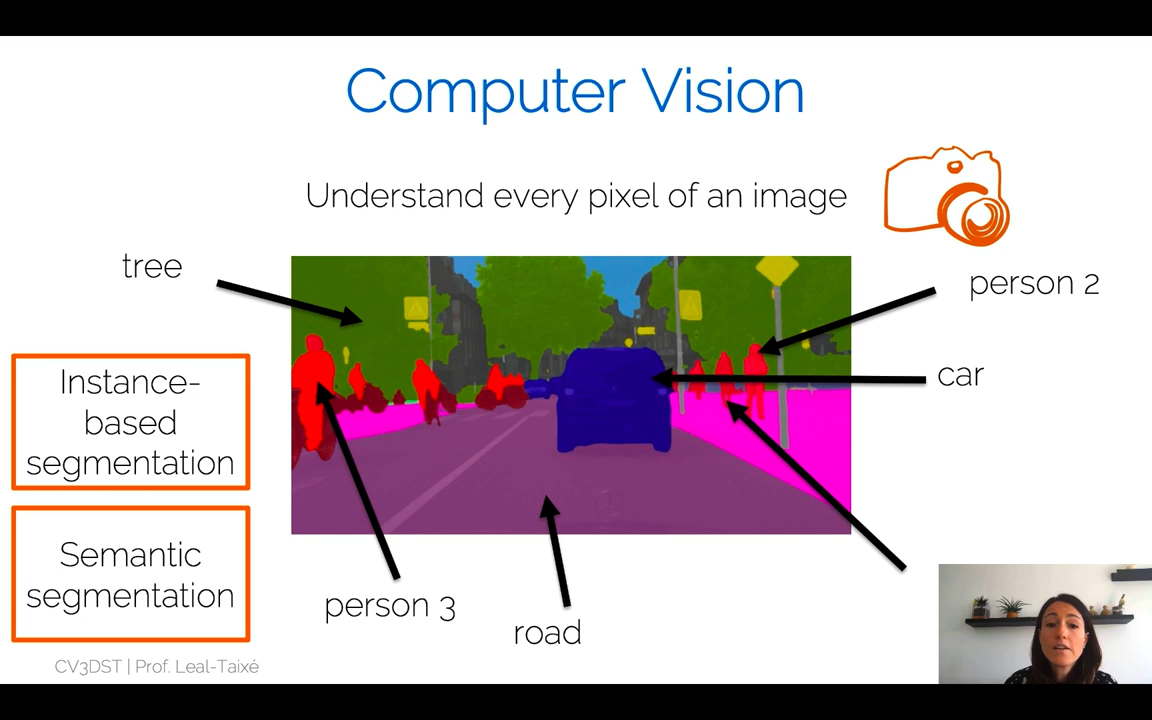 Computer Vision
Understand every pixel of an image
tree
person 2
Instance-
based
segmentation
car
Semantic
segmentation
person 3
road
CV3DST | Prof. Leal-Taixé